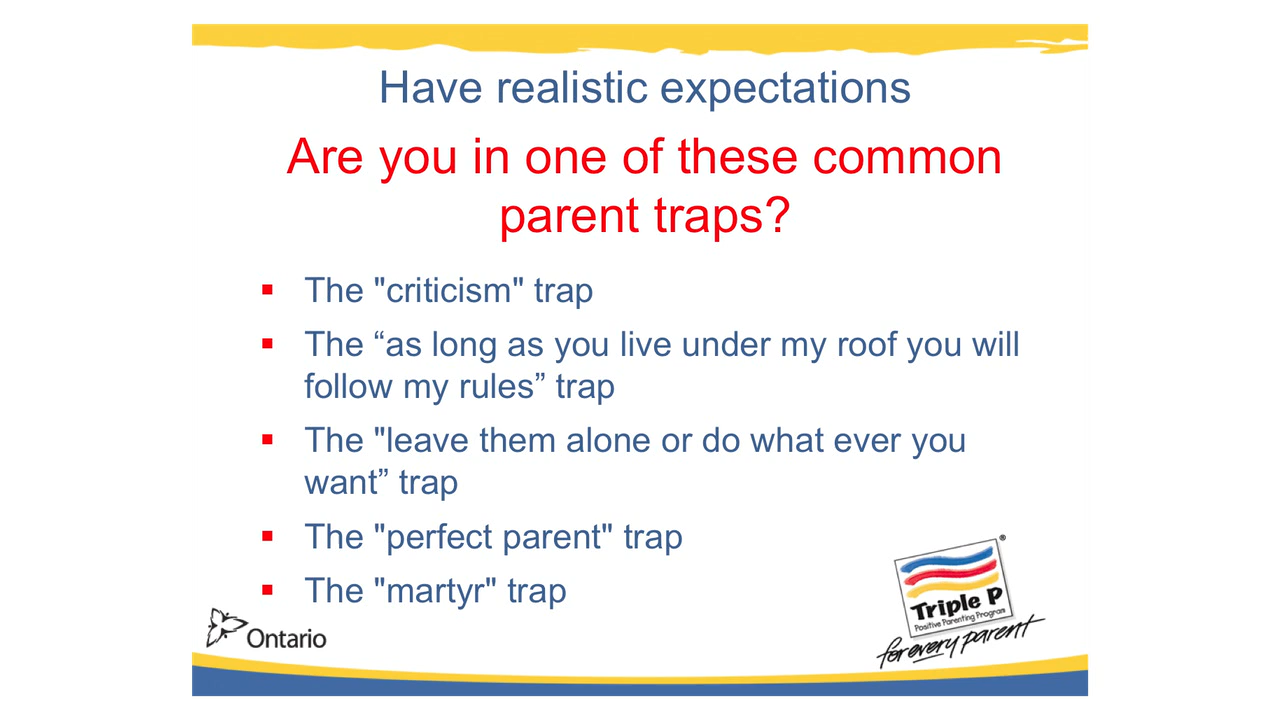 Have realistic expectations
Are you in one of these common
parent traps?
▪ The "criticism" trap
▪ The “as long as you live under my roof you will
follow my rules” trap
▪ The "leave them alone or do what ever you
want” trap
▪ The "perfect parent" trap
▪ The "martyr" trap
Ontario
®
Triple P
Positive Parenting Program
for every parent